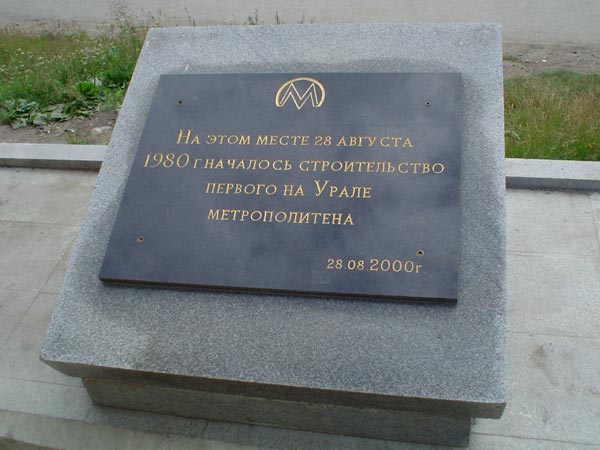 М
На этом месте 28 августа
1980 г началось строительство
первого на Урале
метрополитена
28.08.2000г.